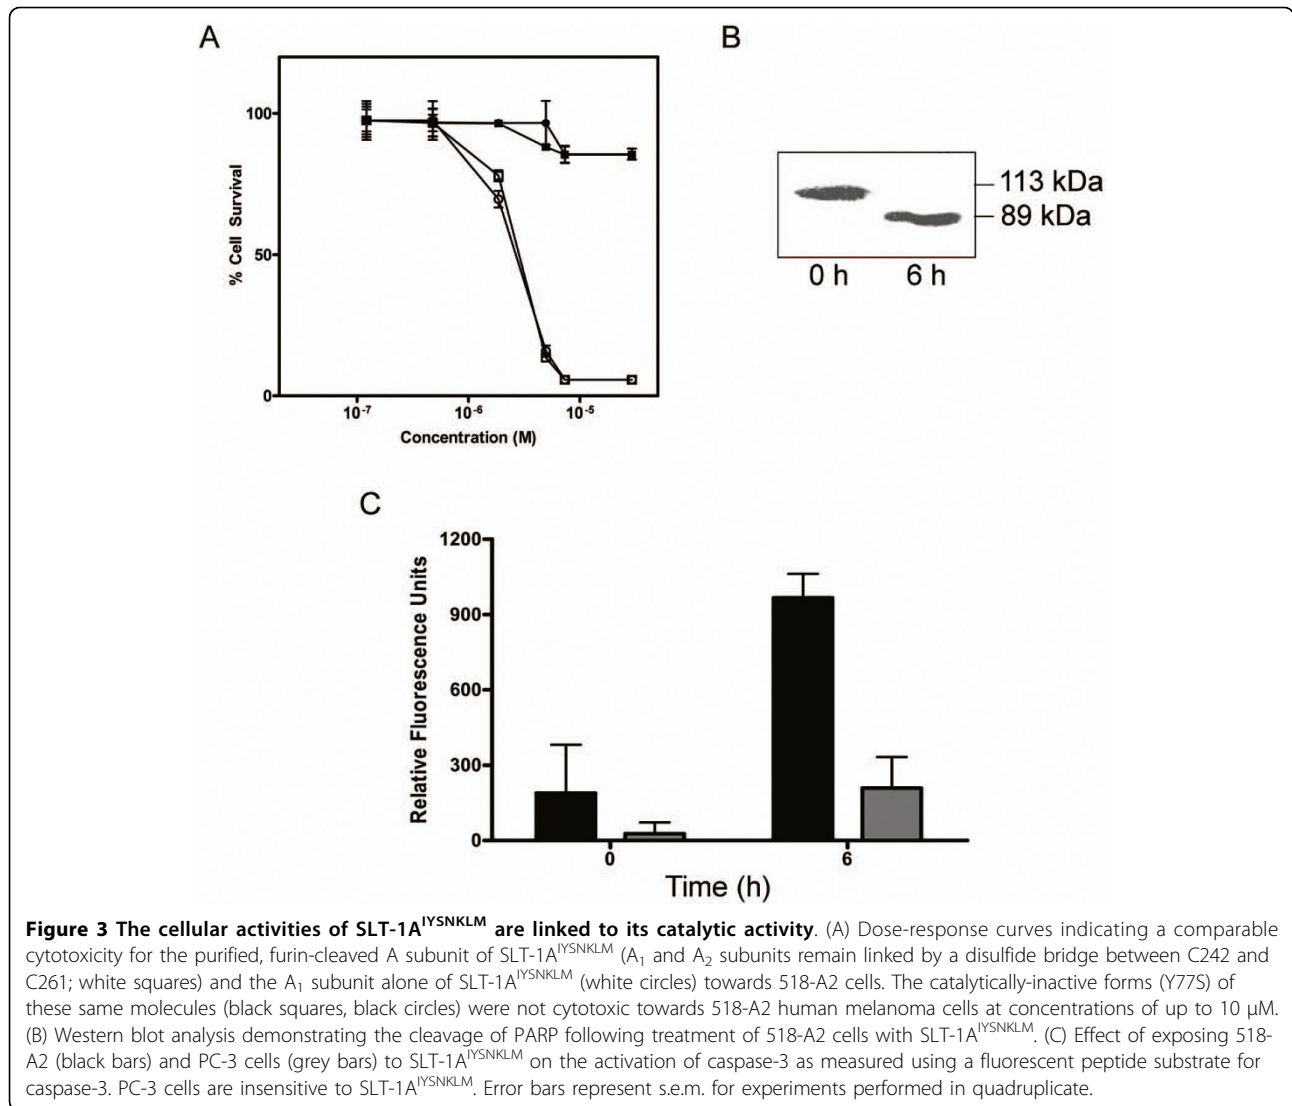 A
B
100
50
0
% Cell Survival
10-7 10-6 10-5
Concentration (M)
113 kDa
89 kDa
0 h 6 h
C
1200
900
600
300
0
Relative Fluorescence Units
0 6
Time (h)
Figure 3 The cellular activities of SLT-1AIYSNKLM are linked to its catalytic activity. (A) Dose-response curves indicating a comparable
cytotoxicity for the purified, furin-cleaved A subunit of SLT-1AIYSNKLM (A1 and A2 subunits remain linked by a disulfide bridge between C242 and
C261; white squares) and the A1 subunit alone of SLT-1AIYSNKLM (white circles) towards 518-A2 cells. The catalytically-inactive forms (Y77S) of
these same molecules (black squares, black circles) were not cytotoxic towards 518-A2 human melanoma cells at concentrations of up to 10 μM.
(B) Western blot analysis demonstrating the cleavage of PARP following treatment of 518-A2 cells with SLT-1AIYSNKLM. (C) Effect of exposing 518-
A2 (black bars) and PC-3 cells (grey bars) to SLT-1AIYSNKLM on the activation of caspase-3 as measured using a fluorescent peptide substrate for
caspase-3. PC-3 cells are insensitive to SLT-1AIYSNKLM. Error bars represent s.e.m. for experiments performed in quadruplicate.